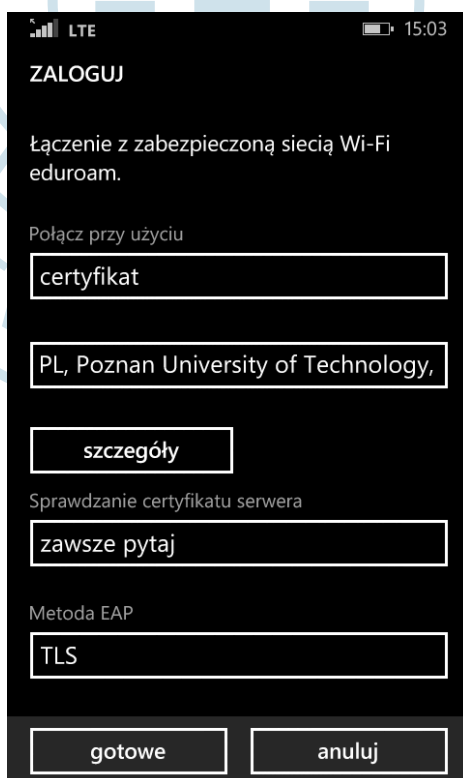 LTE 15:03
ZALOGUJ
Łączenie z zabezpieczoną siecią Wi-Fi
eduroam.
Połącz przy użyciu
certyfikat
PL, Poznan University of Technology,
szczegóły
Sprawdzanie certyfikatu serwera
zawsze pytaj
Metoda EAP
TLS
gotowe anuluj